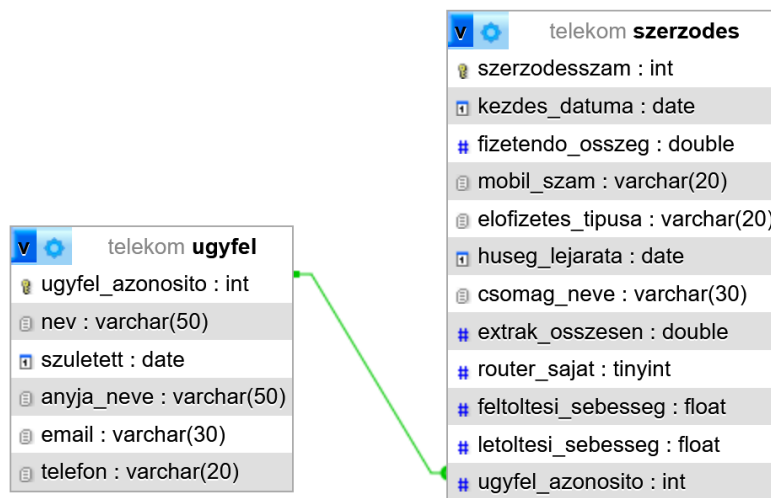 telekom szerzodes
szerzodesszam : int
kezdes_datuma : date
fizetendo_osszeg : double
mobil_szam : varchar(20)
elofizetes_tipusa : varchar(20)
huseg_lejarata : date
csomag_neve : varchar(30)
extrak_osszesen : double
router_sajat : tinyint
feltoltesi_sebesseg : float
letoltesi_sebesseg : float
ugyfel_azonosito : int
telekom ugyfel
ugyfel_azonosito : int
nev : varchar(50)
szuletett : date
anyja_neve : varchar(50)
email : varchar(30)
telefon : varchar(20)